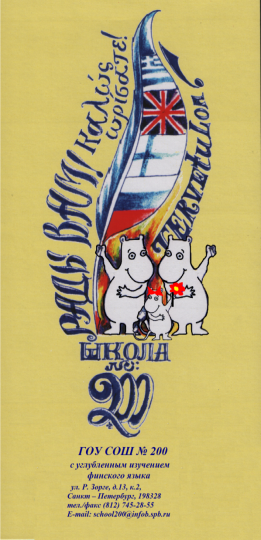 РАДЫ ВАМ!
καλώς
ωρίσατε!
TERVETULOA!
ШКОЛА
№:
200
ГОУ СОШ № 200
с углубленным изучением
финского языка
ул. Р. Зорге, д.13, к.2,
Санкт – Петербург, 198328
тел./факс (812) 745-28-55
E-mail: school200@infob.spb.ru